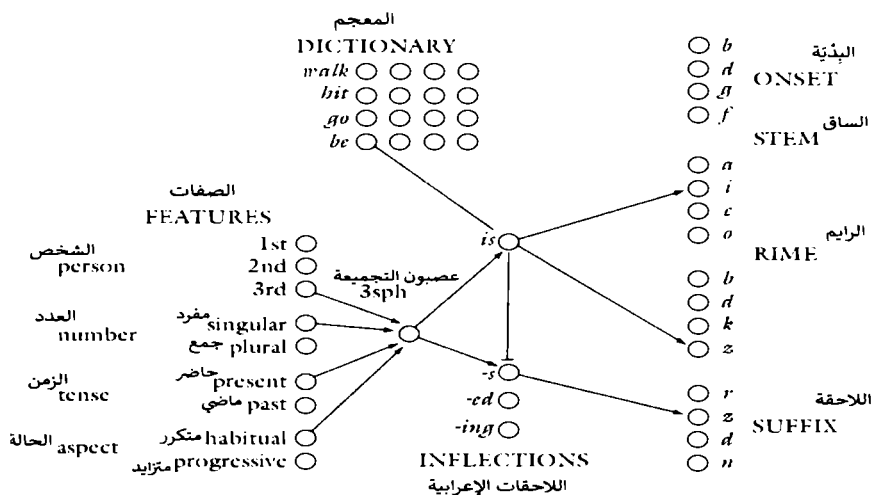 المعجم
DICTIONARY
walk
hit
go
be
البِدْيَة
ONSET
b
d
g
f
الساق
STEM
a
i
c
o
الرايم
RIME
b
d
k
z
الصفات
FEATURES
الشخص
person
1st
2nd
3rd
is
عصبون التجميعة
3sph
العدد
number
مفرد singular
جمع plural
الزمن
tense
حاضر present
ماضي past
الحالة aspect
متكرر habitual
متزايد progressive
-s
-ed
-ing
INFLECTIONS
اللاحقات الإعرابية
r
z
d
n
اللاحقة
SUFFIX